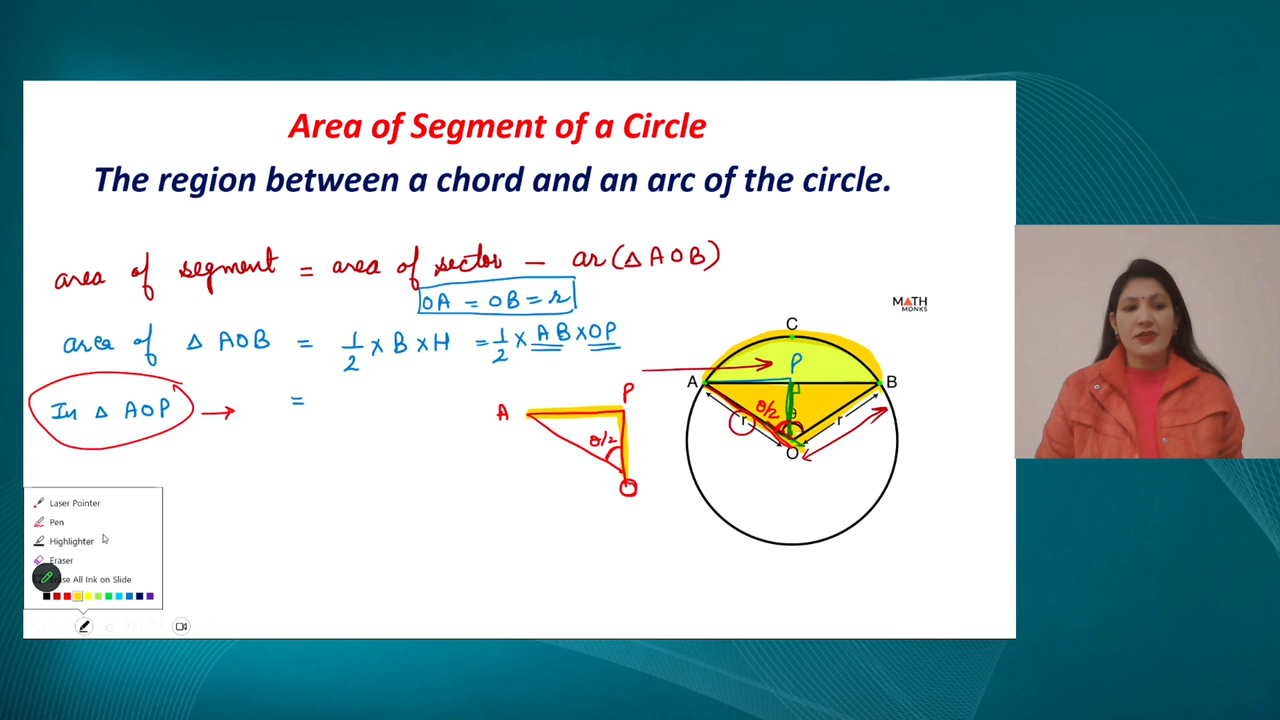 Area of Segment of a Circle
The region between a chord and an arc of the circle.
area of segment = area of sector - ar(△AOB)
OA = OB = r
area of △ AOB = 1/2 × B × H = 1/2 × AB × OP
In △ AOP → =
A P θ/2 O
MATH MONKS
C
P
A B
θ/2 θ
r r
O
Laser Pointer
Pen
Highlighter
Eraser
Erase All Ink on Slide